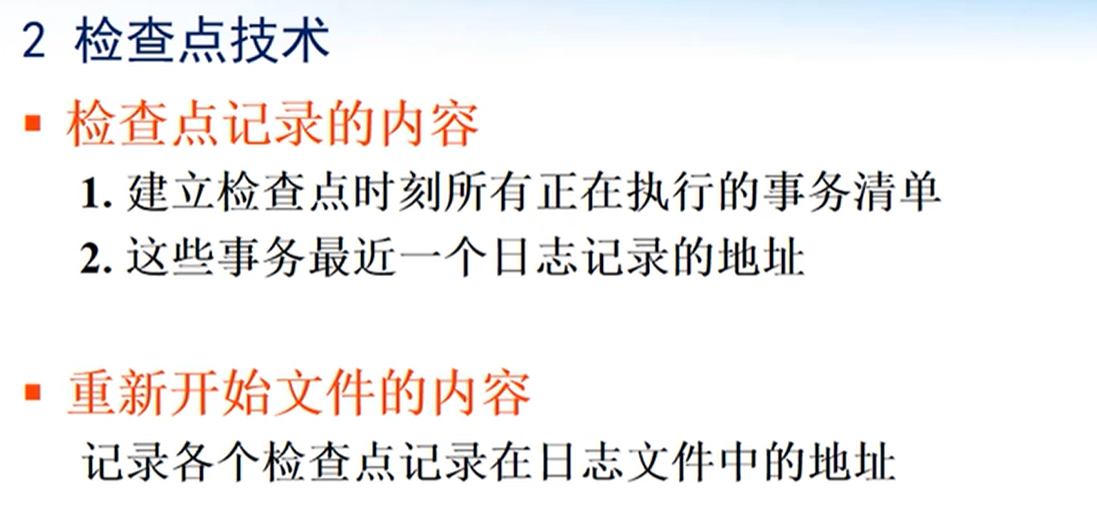 2 检查点技术
▪ 检查点记录的内容
1. 建立检查点时刻所有正在执行的事务清单
2. 这些事务最近一个日志记录的地址
▪ 重新开始文件的内容
记录各个检查点记录在日志文件中的地址